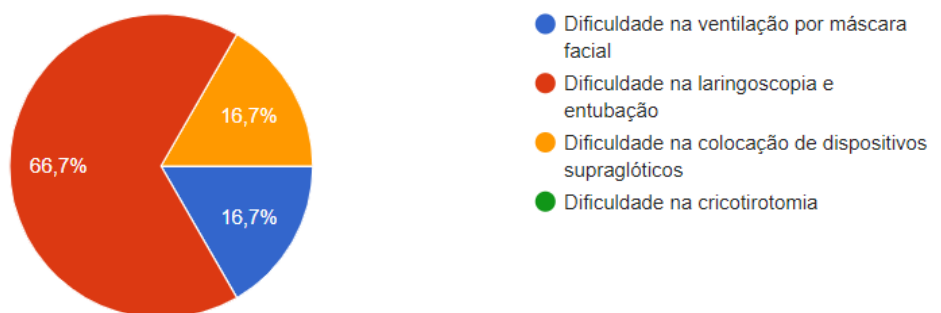 Dificuldade na ventilação por máscara
facial
Dificuldade na laringoscopia e
entubação
Dificuldade na colocação de dispositivos
supraglóticos
Dificuldade na cricotirotomia
16,7%
66,7%
16,7%